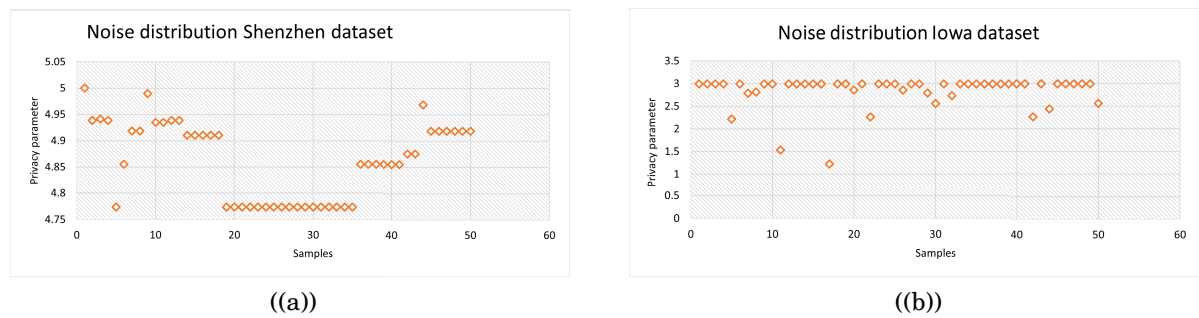 Noise distribution Shenzhen dataset
5.05
5
4.95
4.9
4.85
4.8
4.75
Privacy parameter
0 10 20 30 40 50 60
Samples
((a))
Noise distribution Iowa dataset
3.5
3
2.5
2
1.5
1
0.5
0
Privacy parameter
0 10 20 30 40 50 60
Samples
((b))